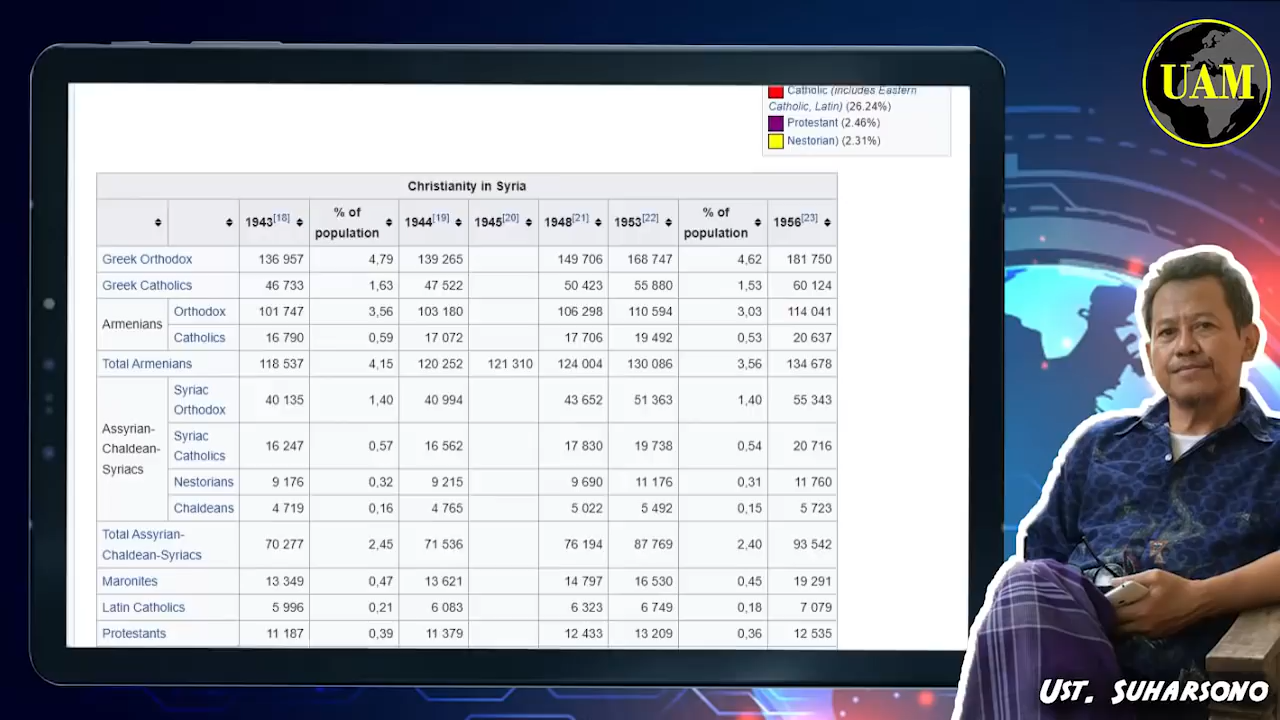 UAM
Catholic (includes Eastern
Catholic, Latin) (26.24%)
Protestant (2.46%)
Nestorian) (2.31%)
Christianity in Syria
1943[18] % of population 1944[19] 1945[20] 1948[21] 1953[22] % of population 1956[23]
Greek Orthodox 136 957 4,79 139 265 149 706 168 747 4,62 181 750
Greek Catholics 46 733 1,63 47 522 50 423 55 880 1,53 60 124
Armenians Orthodox 101 747 3,56 103 180 106 298 110 594 3,03 114 041
Catholics 16 790 0,59 17 072 17 706 19 492 0,53 20 637
Total Armenians 118 537 4,15 120 252 121 310 124 004 130 086 3,56 134 678
Assyrian-Chaldean-Syriacs Syriac Orthodox 40 135 1,40 40 994 43 652 51 363 1,40 55 343
Syriac Catholics 16 247 0,57 16 562 17 830 19 738 0,54 20 716
Nestorians 9 176 0,32 9 215 9 690 11 176 0,31 11 760
Chaldeans 4 719 0,16 4 765 5 022 5 492 0,15 5 723
Total Assyrian-Chaldean-Syriacs 70 277 2,45 71 536 76 194 87 769 2,40 93 542
Maronites 13 349 0,47 13 621 14 797 16 530 0,45 19 291
Latin Catholics 5 996 0,21 6 083 6 323 6 749 0,18 7 079
Protestants 11 187 0,39 11 379 12 433 13 209 0,36 12 535
UST. SUHARSONO